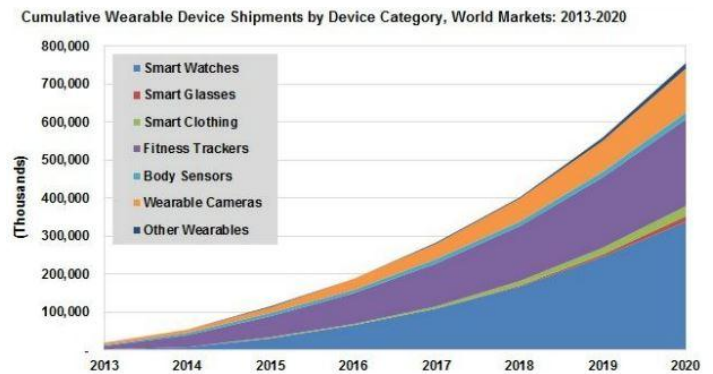 Cumulative Wearable Device Shipments by Device Category, World Markets: 2013-2020
800,000
700,000
600,000
500,000
400,000
300,000
200,000
100,000
-
(Thousands)
Smart Watches
Smart Glasses
Smart Clothing
Fitness Trackers
Body Sensors
Wearable Cameras
Other Wearables
2013 2014 2015 2016 2017 2018 2019 2020